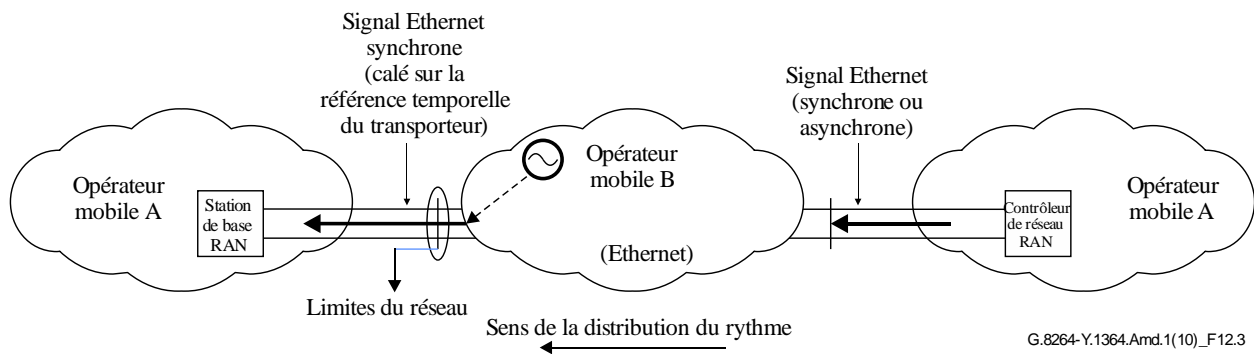 Signal Ethernet
synchrone
(calé sur la
référence temporelle
du transporteur)
Signal Ethernet
(synchrone ou
asynchrone)
Opérateur
mobile A
Station
de base
RAN
Opérateur
mobile B
(Ethernet)
Contrôleur
de réseau
RAN
Opérateur
mobile A
Limites du réseau
Sens de la distribution du rythme
G.8264-Y.1364.Amd.1(10)_F12.3